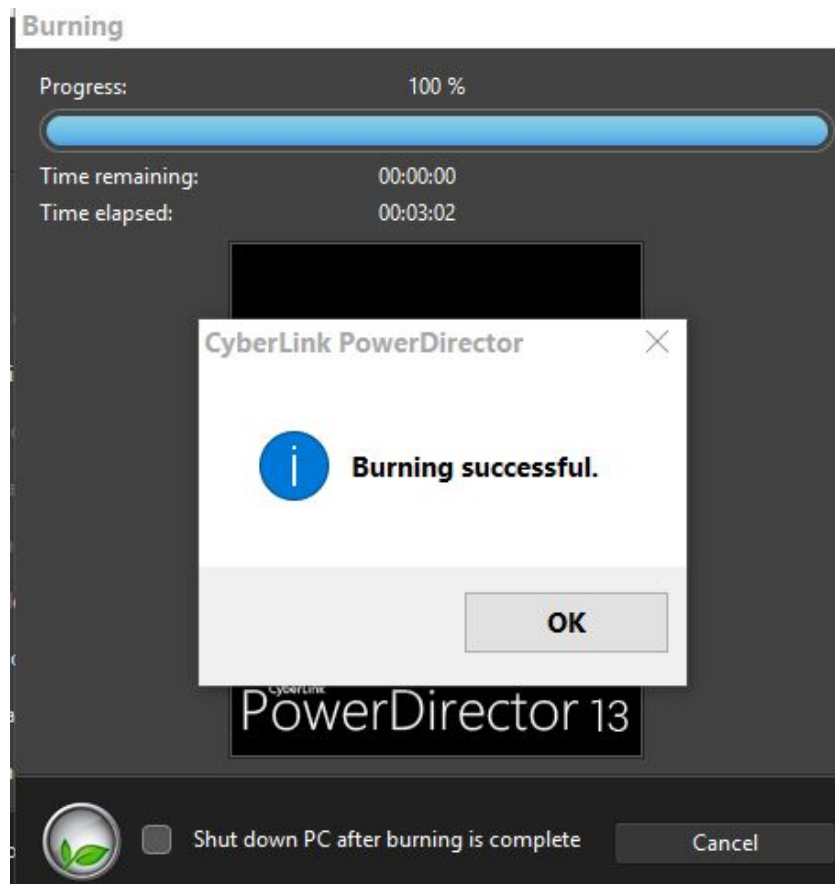 Burning
Progress: 100 %
Time remaining: 00:00:00
Time elapsed: 00:03:02
CyberLink PowerDirector
Burning successful.
OK
CyberLink
PowerDirector 13
Shut down PC after burning is complete
Cancel